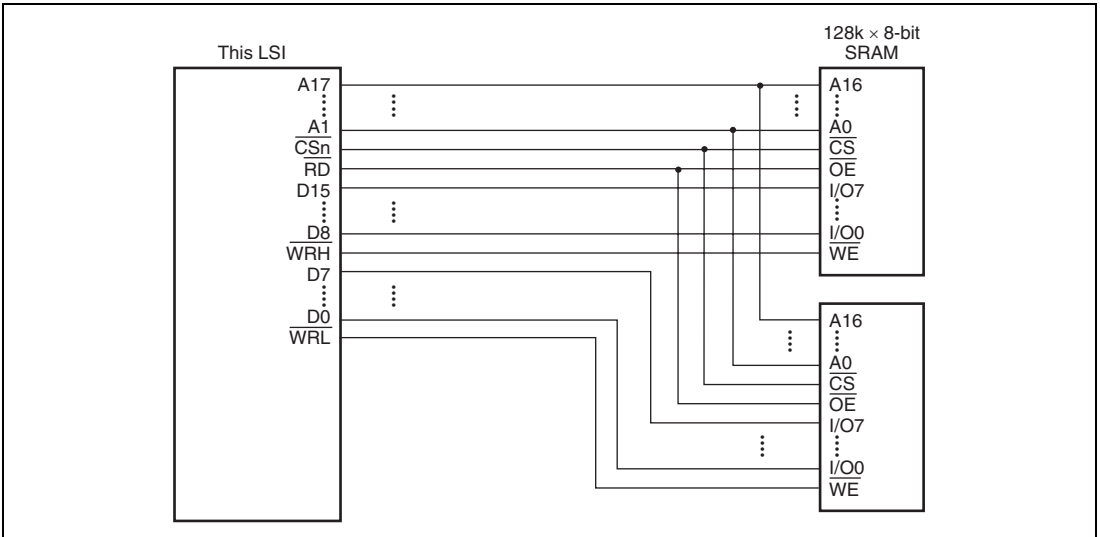 This LSI
A17
A1
CSn
RD
D15
D8
WRH
D7
D0
WRL
128k × 8-bit
SRAM
A16
A0
CS
OE
I/O7
I/O0
WE
A16
A0
CS
OE
I/O7
I/O0
WE